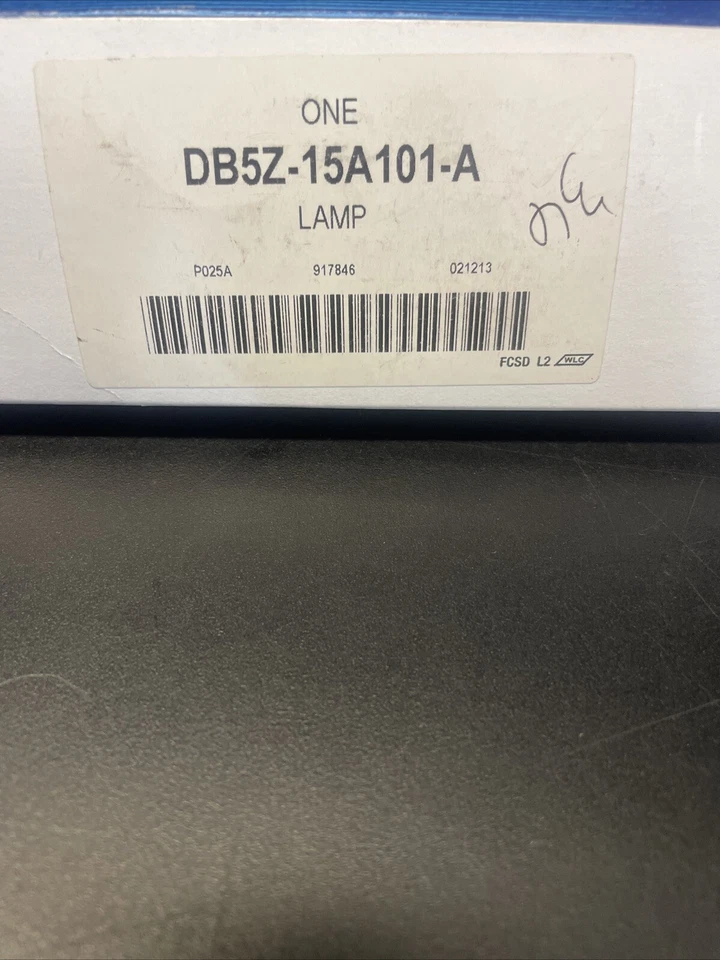 ONE
DB5Z-15A101-A
LAMP
P025A 917846 021213
FCSD L2 WLC